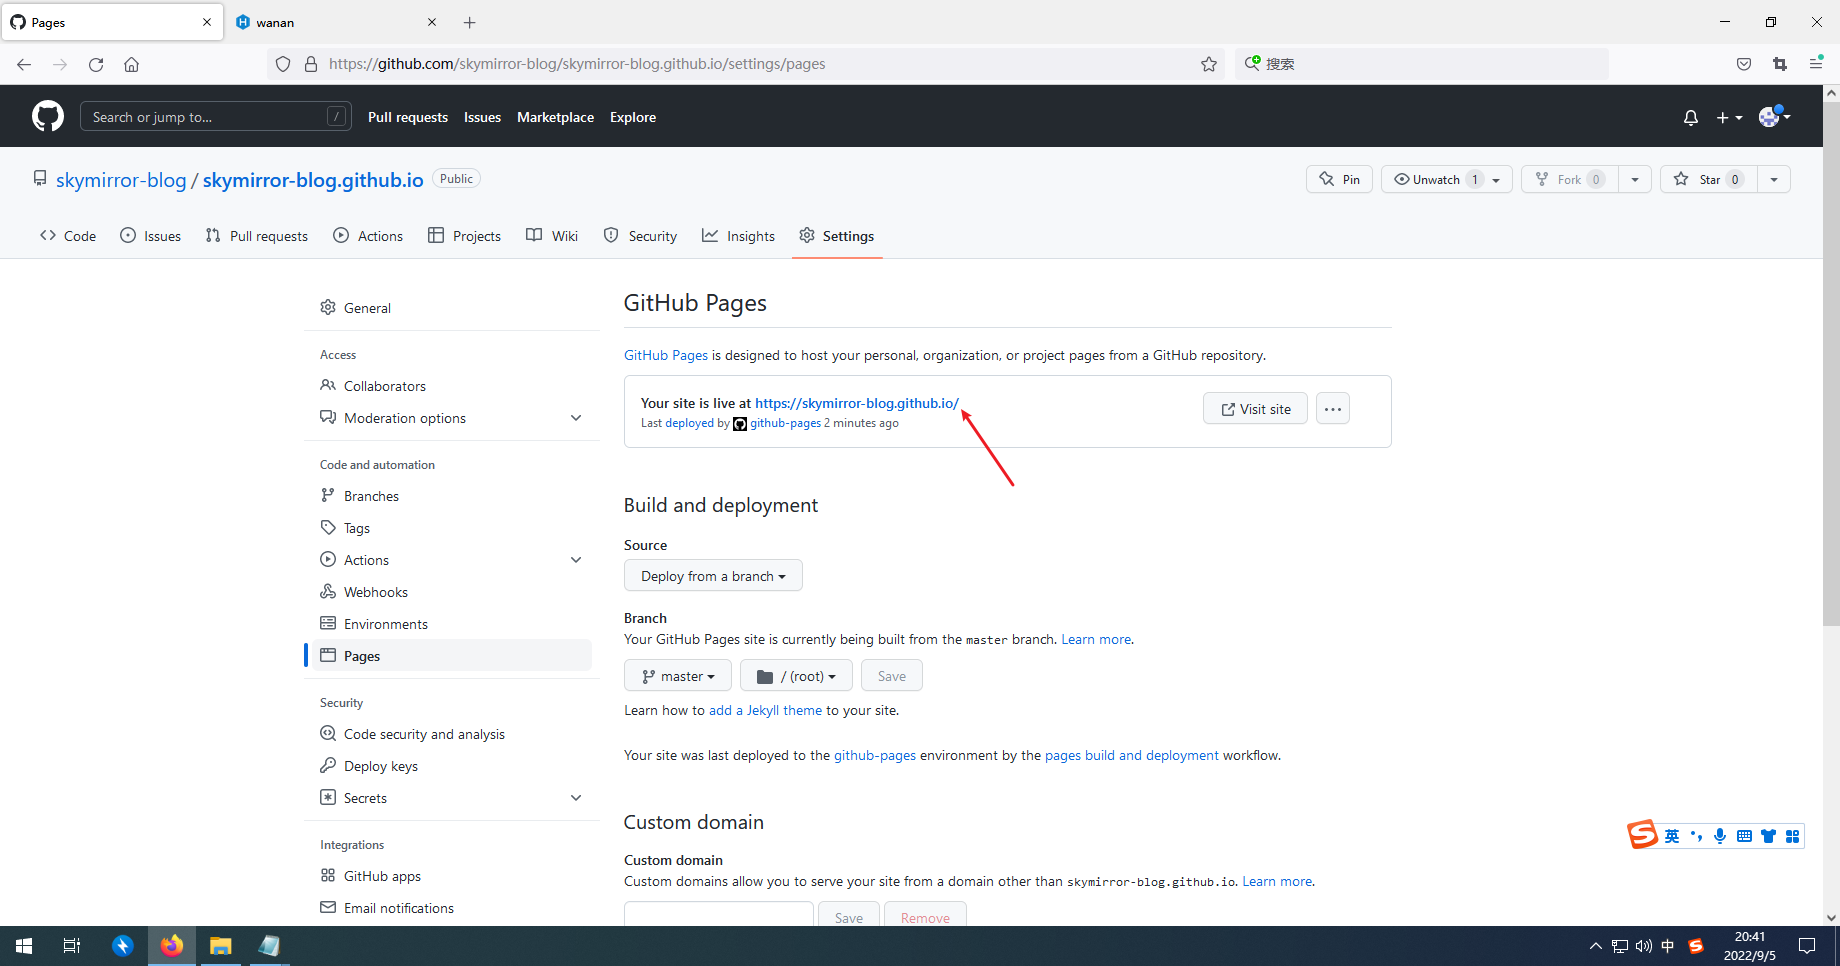 Pages
wanan
https://github.com/skymirror-blog/skymirror-blog.github.io/settings/pages
搜索
Search or jump to... /
Pull requests Issues Marketplace Explore
skymirror-blog / skymirror-blog.github.io Public
Pin
Unwatch 1
Fork 0
Star 0
Code Issues Pull requests Actions Projects Wiki Security Insights Settings
General
Access
Collaborators
Moderation options
Code and automation
Branches
Tags
Actions
Webhooks
Environments
Pages
Security
Code security and analysis
Deploy keys
Secrets
Integrations
GitHub apps
Email notifications
GitHub Pages
GitHub Pages is designed to host your personal, organization, or project pages from a GitHub repository.
Your site is live at https://skymirror-blog.github.io/
Last deployed by github-pages 2 minutes ago
Visit site
Build and deployment
Source
Deploy from a branch
Branch
Your GitHub Pages site is currently being built from the master branch. Learn more.
master / (root) Save
Learn how to add a Jekyll theme to your site.
Your site was last deployed to the github-pages environment by the pages build and deployment workflow.
Custom domain
Custom domain
Custom domains allow you to serve your site from a domain other than skymirror-blog.github.io. Learn more.
Save Remove
英
中
20:41
2022/9/5